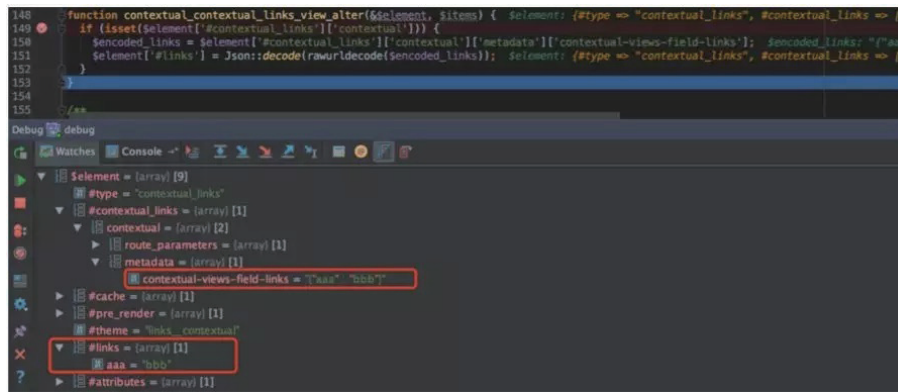 148 function contextual_contextual_links_view_alter(&$element, $items) { $element: {#type => "contextual_links", #contextual_links => [
149 if (isset($element['#contextual_links']['contextual'])) {
150 $encoded_links = $element['#contextual_links']['contextual']['metadata']['contextual-views-field-links']; $encoded_links: "{"aa
151 $element['#links'] = Json::decode(rawurldecode($encoded_links)); $element: {#type => "contextual_links", #contextual_links => [
152 }
153 }
154
155 /**
Debug debug
Watches Console
$element = {array} [9]
#type = "contextual_links"
#contextual_links = {array} [1]
contextual = {array} [2]
route_parameters = {array} [1]
metadata = {array} [1]
contextual-views-field-links = "{"aaa" "bbb"}"
#cache = {array} [1]
#pre_render = {array} [1]
#theme = "links__contextual"
#links = {array} [1]
aaa = "bbb"
#attributes = {array} [1]